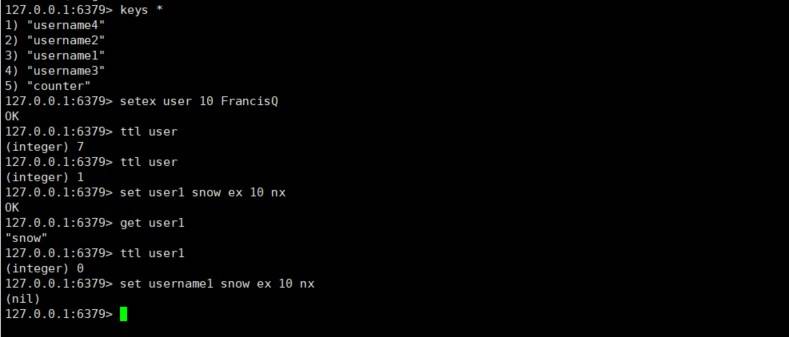 127.0.0.1:6379> keys *
1) "username4"
2) "username2"
3) "username1"
4) "username3"
5) "counter"
127.0.0.1:6379> setex user 10 FrancisQ
OK
127.0.0.1:6379> ttl user
(integer) 7
127.0.0.1:6379> ttl user
(integer) 1
127.0.0.1:6379> set user1 snow ex 10 nx
OK
127.0.0.1:6379> get user1
"snow"
127.0.0.1:6379> ttl user1
(integer) 0
127.0.0.1:6379> set username1 snow ex 10 nx
(nil)
127.0.0.1:6379>